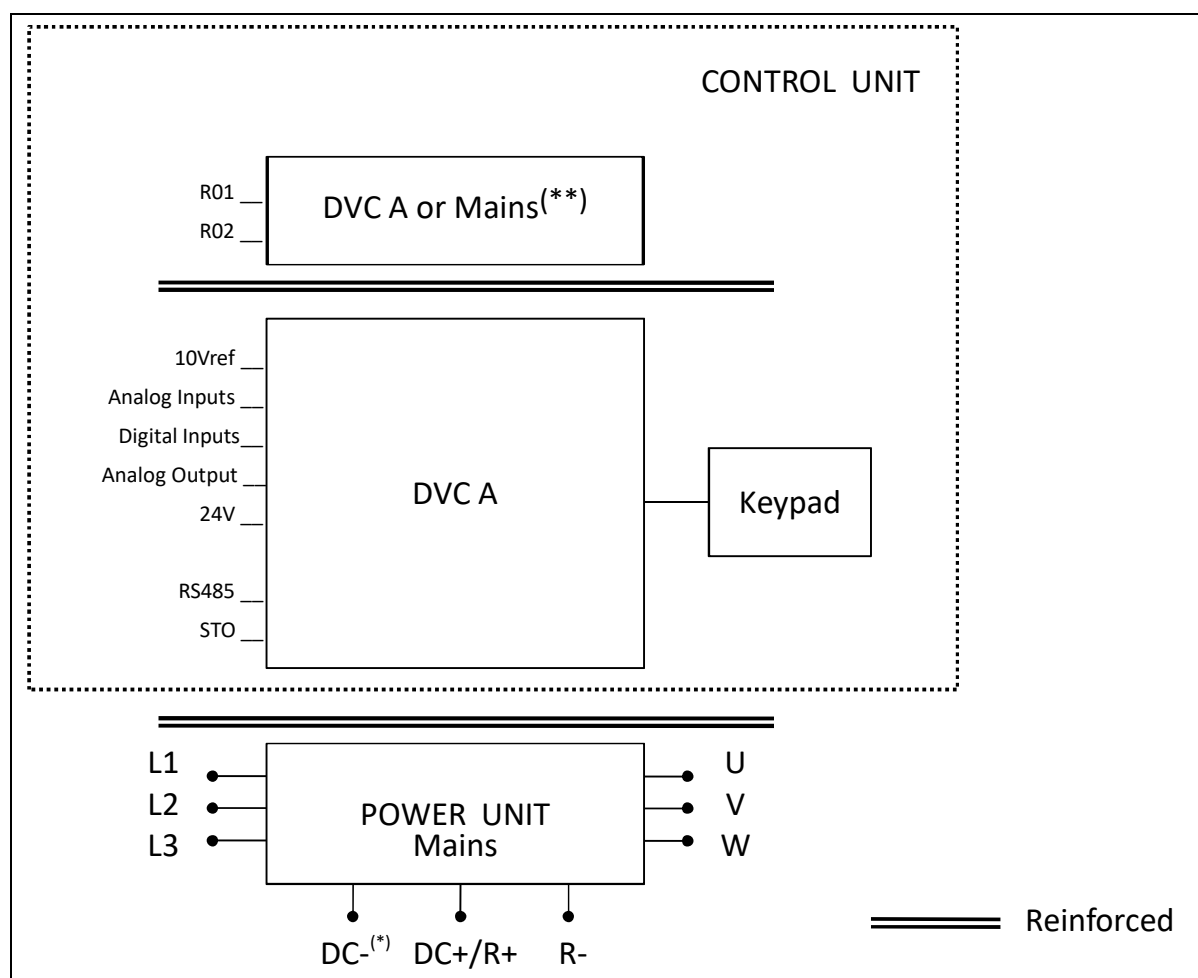 CONTROL UNIT
R01
R02
DVC A or Mains(**)
10Vref
Analog Inputs
Digital Inputs
Analog Output
24V
RS485
STO
DVC A
Keypad
L1
L2
L3
POWER UNIT
Mains
U
V
W
DC-(*)
DC+/R+
R-
Reinforced